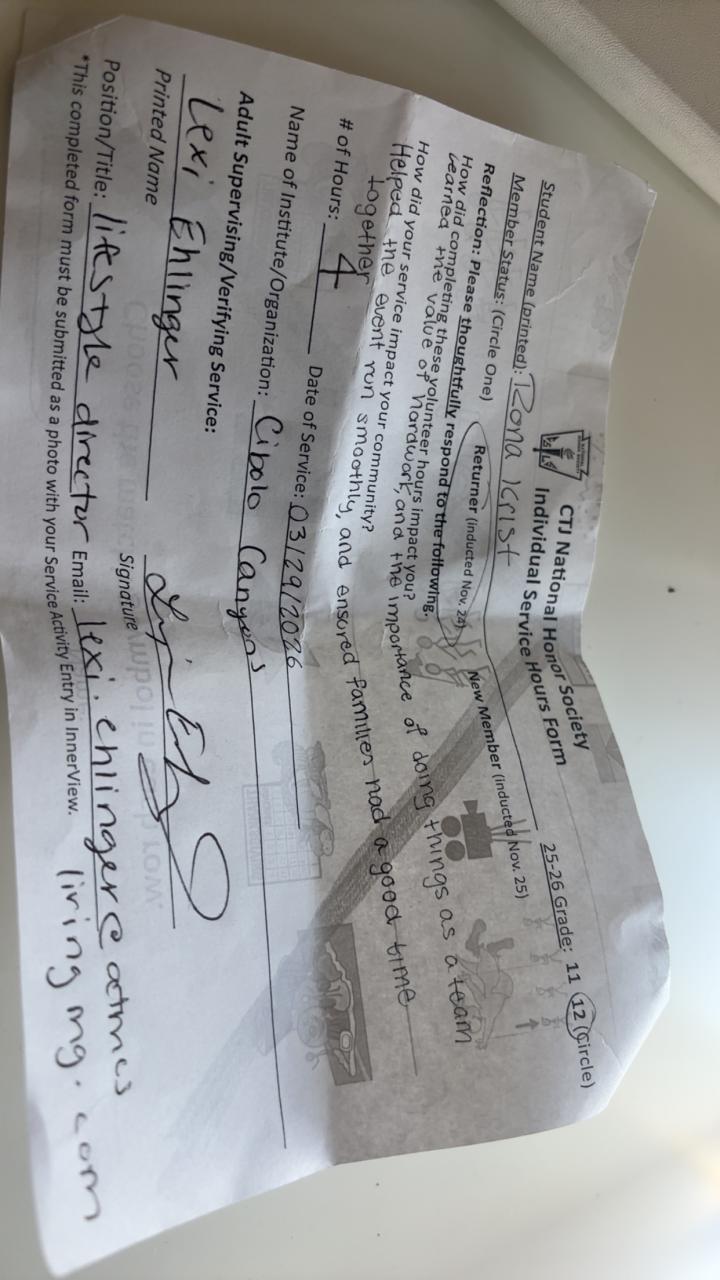 CTJ National Honor Society
Individual Service Hours Form
Student Name (printed): Rona Krist 25-26 Grade: 11 12 (Circle)
Member Status: (Circle One) Returner (inducted Nov. 24) New Member (inducted Nov. 25)
Reflection: Please thoughtfully respond to the following.
How did completing these volunteer hours impact you?
Learned the value of hardwork, and the importance of doing things as a team
How did your service impact your community?
Helped the event run smoothly, and ensured families had a good time
together
# of Hours: 4 Date of Service: 03/29/2026
Name of Institute/Organization: Cibolo Canyons
Adult Supervising/Verifying Service:
Lexi Ehlinger
Printed Name Signature
Position/Title: lifestyle director Email: lexi.ehlinger@
living mg.com
*This completed form must be submitted as a photo with your Service Activity Entry in InnerView.